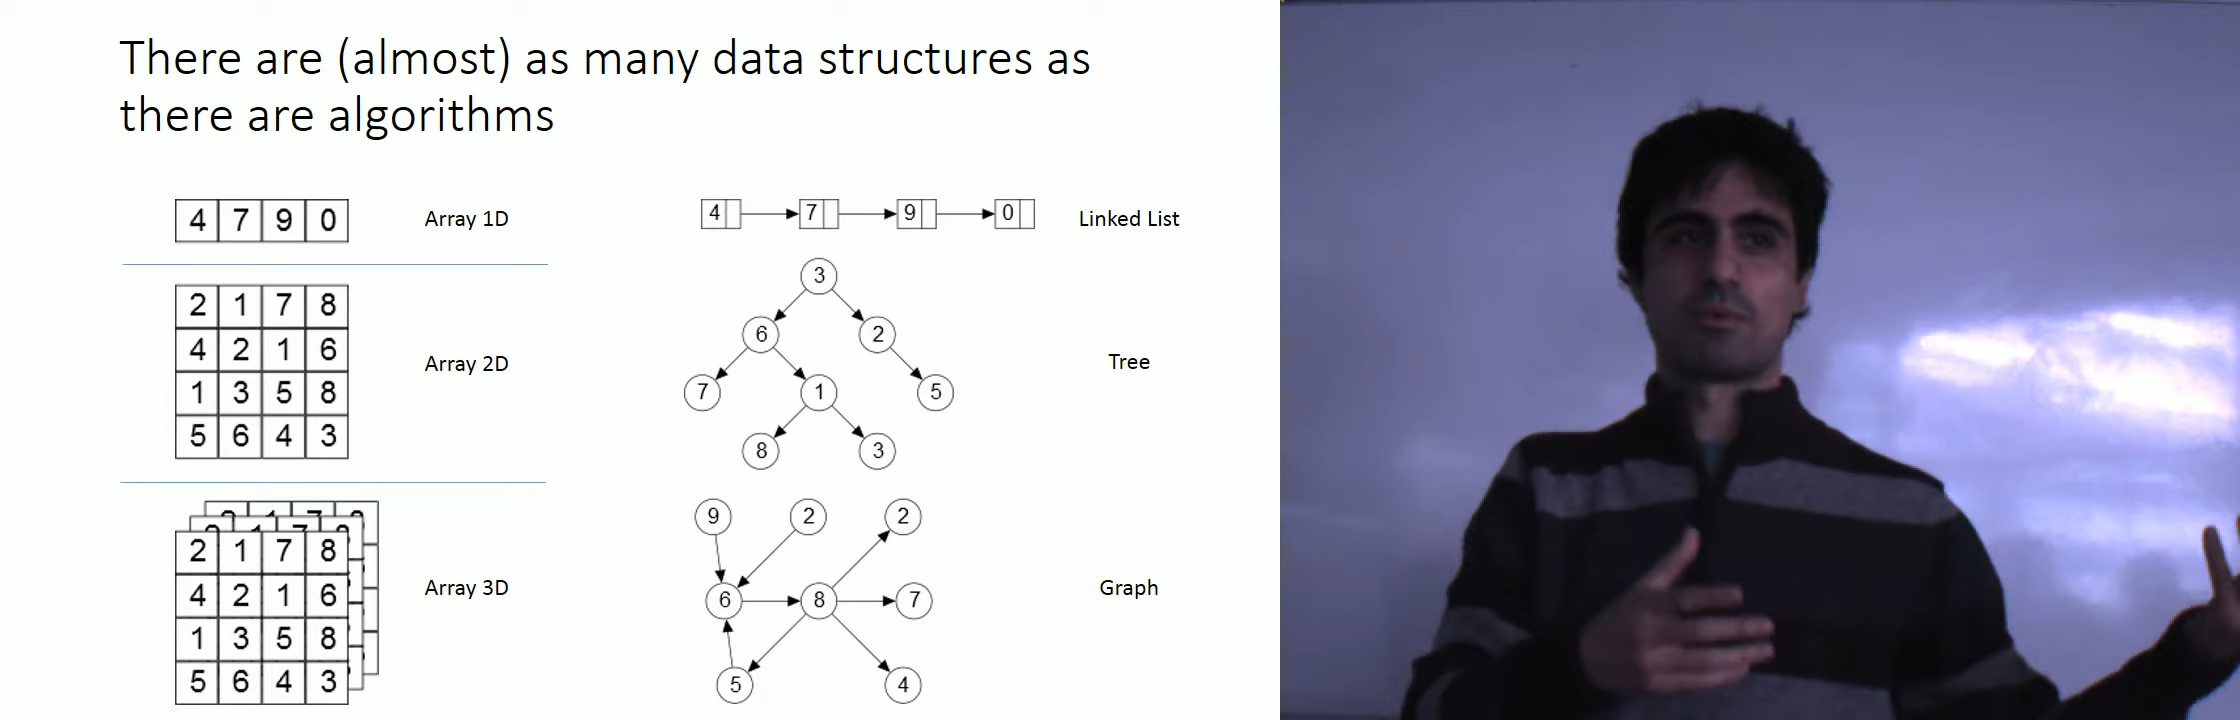 There are (almost) as many data structures as
there are algorithms
4 7 9 0
Array 1D
2 1 7 8
4 2 1 6
1 3 5 8
5 6 4 3
Array 2D
2 1 7 8
4 2 1 6
1 3 5 8
5 6 4 3
Array 3D
4 7 9 0
Linked List
3
6 2
7 1 5
8 3
Tree
9 2 2
6 8 7
5 4
Graph